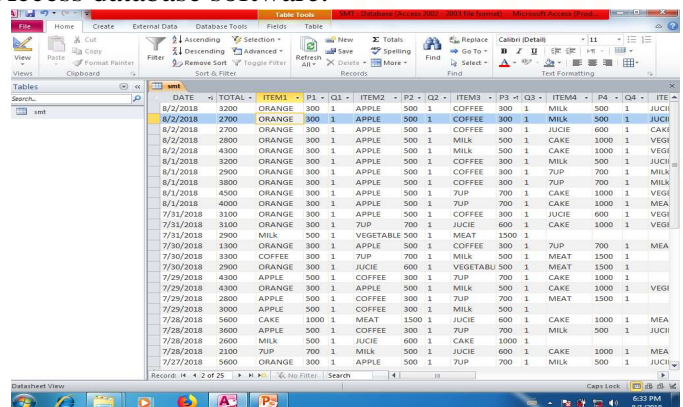 Access database software.
Table Tools
SMT : Database (Access 2002 - 2003 file format) - Microsoft Access (Prod...
File Home Create External Data Database Tools Fields Table
View Paste Cut Copy Format Painter
Filter Ascending Descending Remove Sort Selection Advanced Toggle Filter
Refresh All New Save Delete Totals Spelling More
Find Replace Go To Select
Calibri (Detail) 11
B I U
Views Clipboard Sort & Filter Records Find Text Formatting
Tables
Search...
smt
smt
DATE TOTAL ITEM1 P1 Q1 ITEM2 P2 Q2 ITEM3 P3 Q3 ITEM4 P4 Q4 ITE
8/2/2018 3200 ORANGE 300 1 APPLE 500 1 COFFEE 300 1 MILk 500 1 JUCII
8/2/2018 2700 ORANGE 300 1 APPLE 500 1 COFFEE 300 1 MILk 500 1 JUCIE
8/2/2018 2700 ORANGE 300 1 APPLE 500 1 COFFEE 300 1 JUCIE 600 1 CAKE
8/2/2018 2800 ORANGE 300 1 APPLE 500 1 MILk 500 1 CAKE 1000 1 VEGI
8/2/2018 4300 ORANGE 300 1 APPLE 500 1 MILk 500 1 CAKE 1000 1 VEGI
8/1/2018 3200 ORANGE 300 1 APPLE 500 1 COFFEE 300 1 MILk 500 1 JUCII
8/1/2018 2900 ORANGE 300 1 APPLE 500 1 7UP 700 1 MILk 500 1
8/1/2018 3800 ORANGE 300 1 APPLE 500 1 7UP 700 1 MILk 500 1
8/1/2018 4500 ORANGE 300 1 APPLE 500 1 7UP 700 1 CAKE 1000 1 VEGI
8/1/2018 4000 ORANGE 300 1 APPLE 500 1 7UP 700 1 CAKE 1000 1 MEA
7/31/2018 3100 ORANGE 300 1 APPLE 500 1 COFFEE 300 1 JUCIE 600 1 VEGI
7/31/2018 3100 ORANGE 300 1 7UP 700 1 JUCIE 600 1 CAKE 1000 1 VEGI
7/31/2018 2900 MILk 500 1 VEGETABLE 500 1 MEAT 1500 1
7/30/2018 1300 ORANGE 300 1 APPLE 500 1 COFFEE 300 1 7UP 700 1 MEA
7/30/2018 3300 COFFEE 300 1 7UP 700 1 MILk 500 1 MEAT 1500 1
7/30/2018 2900 ORANGE 300 1 JUCIE 600 1 VEGETABLI 500 1 MEAT 1500 1
7/29/2018 4300 APPLE 500 1 COFFEE 300 1 7UP 700 1 MILk 500 1
7/29/2018 4300 ORANGE 300 1 APPLE 500 1 MILk 500 1 CAKE 1000 1 VEGI
7/29/2018 2800 APPLE 500 1 COFFEE 300 1 7UP 700 1 MEAT 1500 1
7/29/2018 3000 APPLE 500 1 COFFEE 300 1 MILk 500 1
7/28/2018 5600 CAKE 1000 1 MEAT 1500 1 JUCIE 600 1 CAKE 1000 1 MEA
7/28/2018 3600 APPLE 500 1 COFFEE 300 1 7UP 700 1 MILk 500 1 JUCII
7/28/2018 2600 MILk 500 1 JUCIE 600 1 CAKE 1000 1
7/28/2018 2100 7UP 700 1 MILk 500 1 JUCIE 600 1 CAKE 1000 1 MEA
7/27/2018 5600 ORANGE 300 1 APPLE 500 1 7UP 700 1 MILk 500 1 JUCII
Record: 2 of 25 No Filter Search
Datasheet View Caps Lock
6:33 PM